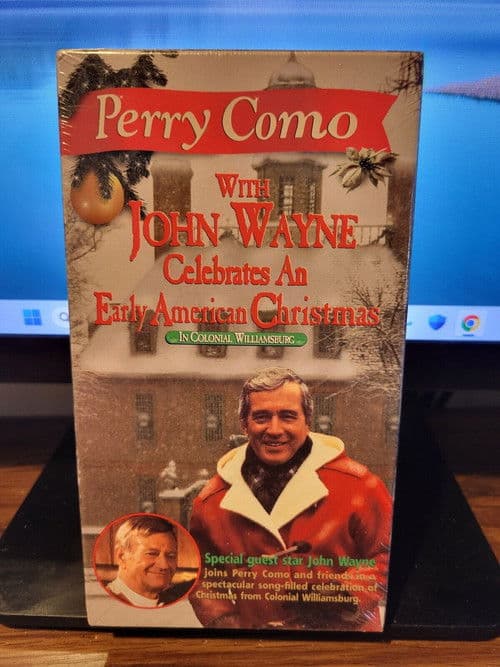 Perry Como
WITH
JOHN WAYNE
Celebrates An
Early American Christmas
IN COLONIAL WILLIAMSBURG
Special guest star John Wayne
joins Perry Como and friends in a
spectacular song-filled celebration of
Christmas from Colonial Williamsburg.